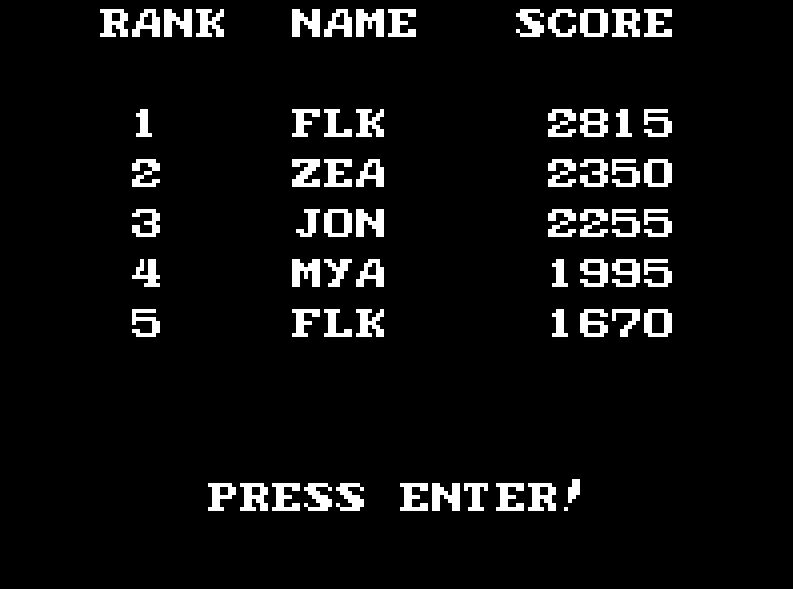 RANK NAME SCORE
1 FLK 2815
2 ZEA 2350
3 JON 2255
4 MYA 1995
5 FLK 1670
PRESS ENTER!